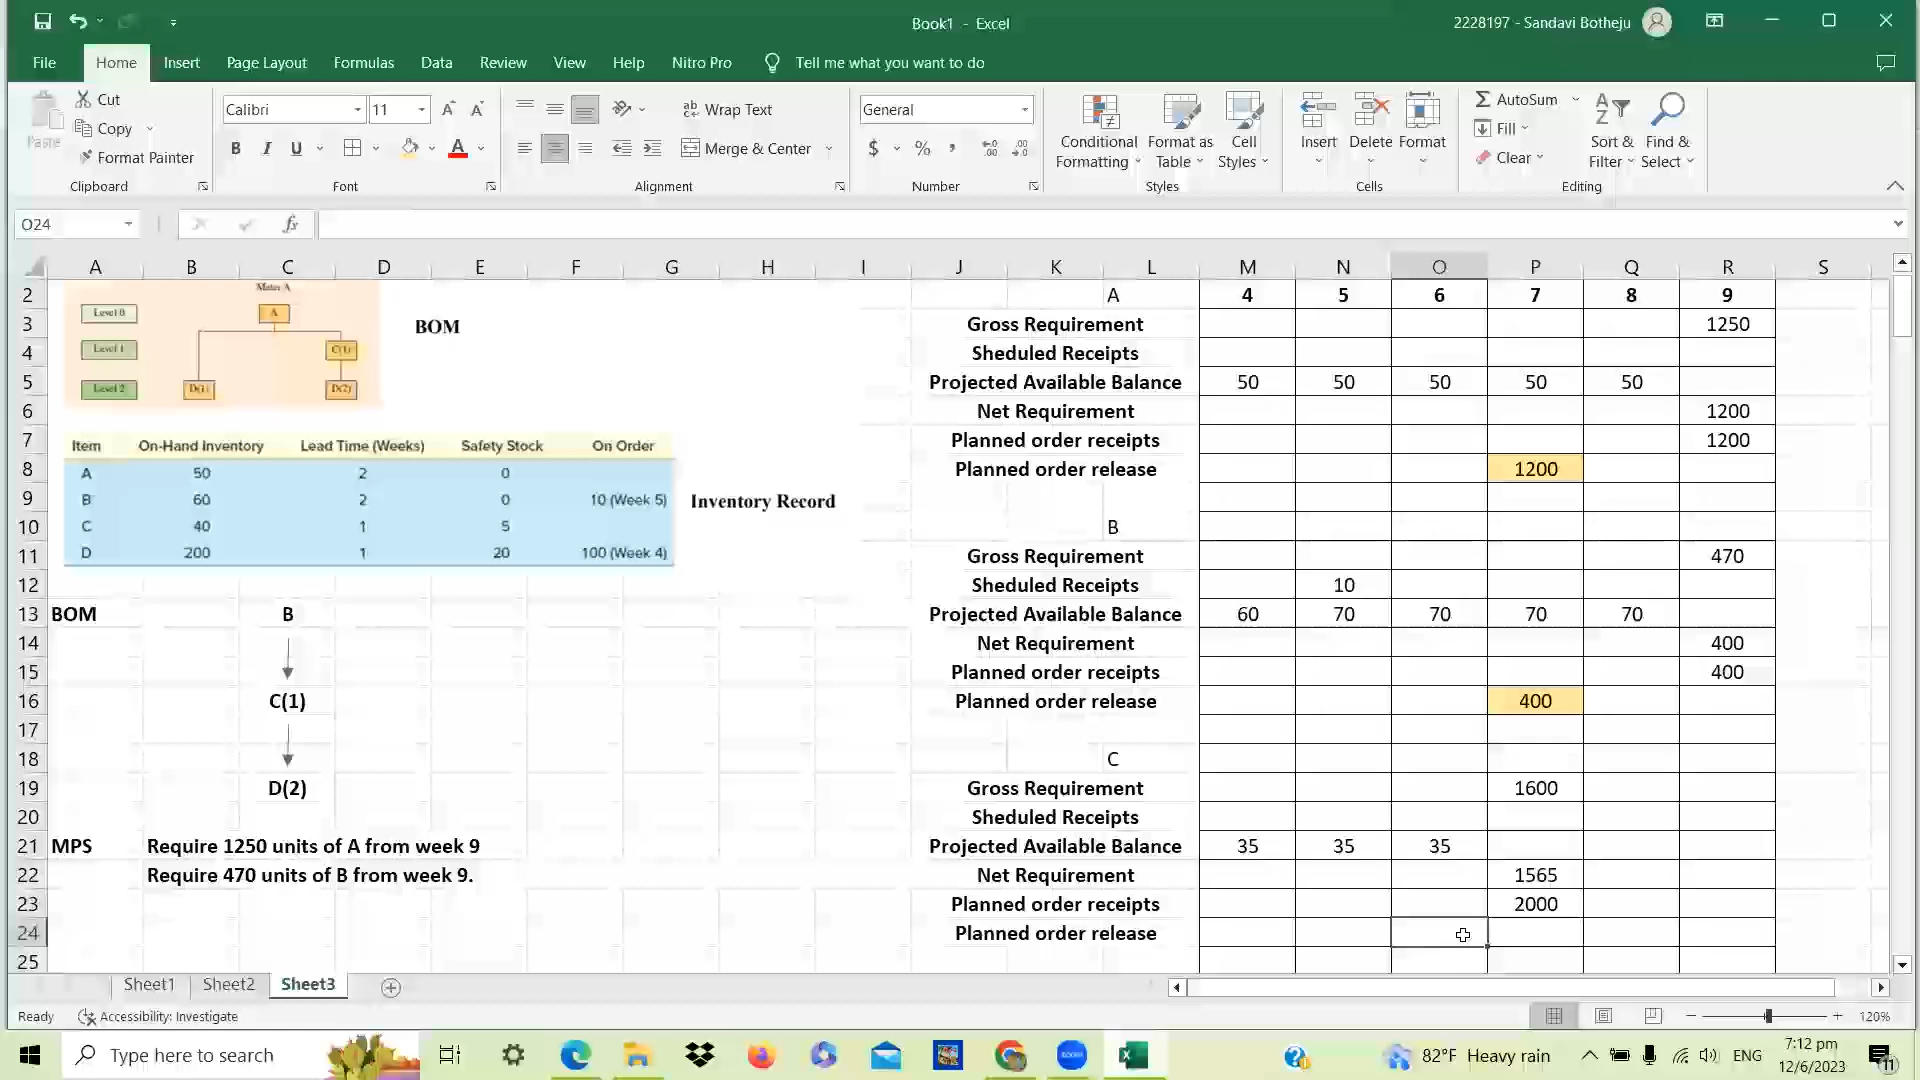 Book1 - Excel
2228197 - Sandavi Botheju
File Home Insert Page Layout Formulas Data Review View Help Nitro Pro Tell me what you want to do
Paste
Cut
Copy
Format Painter
Clipboard
Calibri 11
B I U
Font
Wrap Text
Merge & Center
Alignment
General
$ % ,
Number
Conditional Formatting
Format as Table
Cell Styles
Styles
Insert Delete Format
Cells
AutoSum
Fill
Clear
Sort & Filter
Find & Select
Editing
O24
fx
A B C D E F G H I J K L M N O P Q R S
2 A 4 5 6 7 8 9
3 Gross Requirement 1250
4 Sheduled Receipts
5 Projected Available Balance 50 50 50 50 50
6 Net Requirement 1200
7 Planned order receipts 1200
8 Planned order release 1200
9
10 B
11 Gross Requirement 470
12 Sheduled Receipts 10
13 Projected Available Balance 60 70 70 70 70
14 Net Requirement 400
15 Planned order receipts 400
16 Planned order release 400
17
18 C
19 Gross Requirement 1600
20 Sheduled Receipts
21 Projected Available Balance 35 35 35
22 Net Requirement 1565
23 Planned order receipts 2000
24 Planned order release
25
Level 0 A
Level 1 C(1)
Level 2 D(1) D(2)
BOM
Item On-Hand Inventory Lead Time (Weeks) Safety Stock On Order
A 50 2 0
B 60 2 0 10 (Week 5)
C 40 1 5
D 200 1 20 100 (Week 4)
Inventory Record
BOM B
C(1)
D(2)
MPS Require 1250 units of A from week 9
Require 470 units of B from week 9.
Sheet1 Sheet2 Sheet3
Ready Accessibility: Investigate 120%
Type here to search
zoom
82°F Heavy rain
ENG
7:12 pm
12/6/2023
11